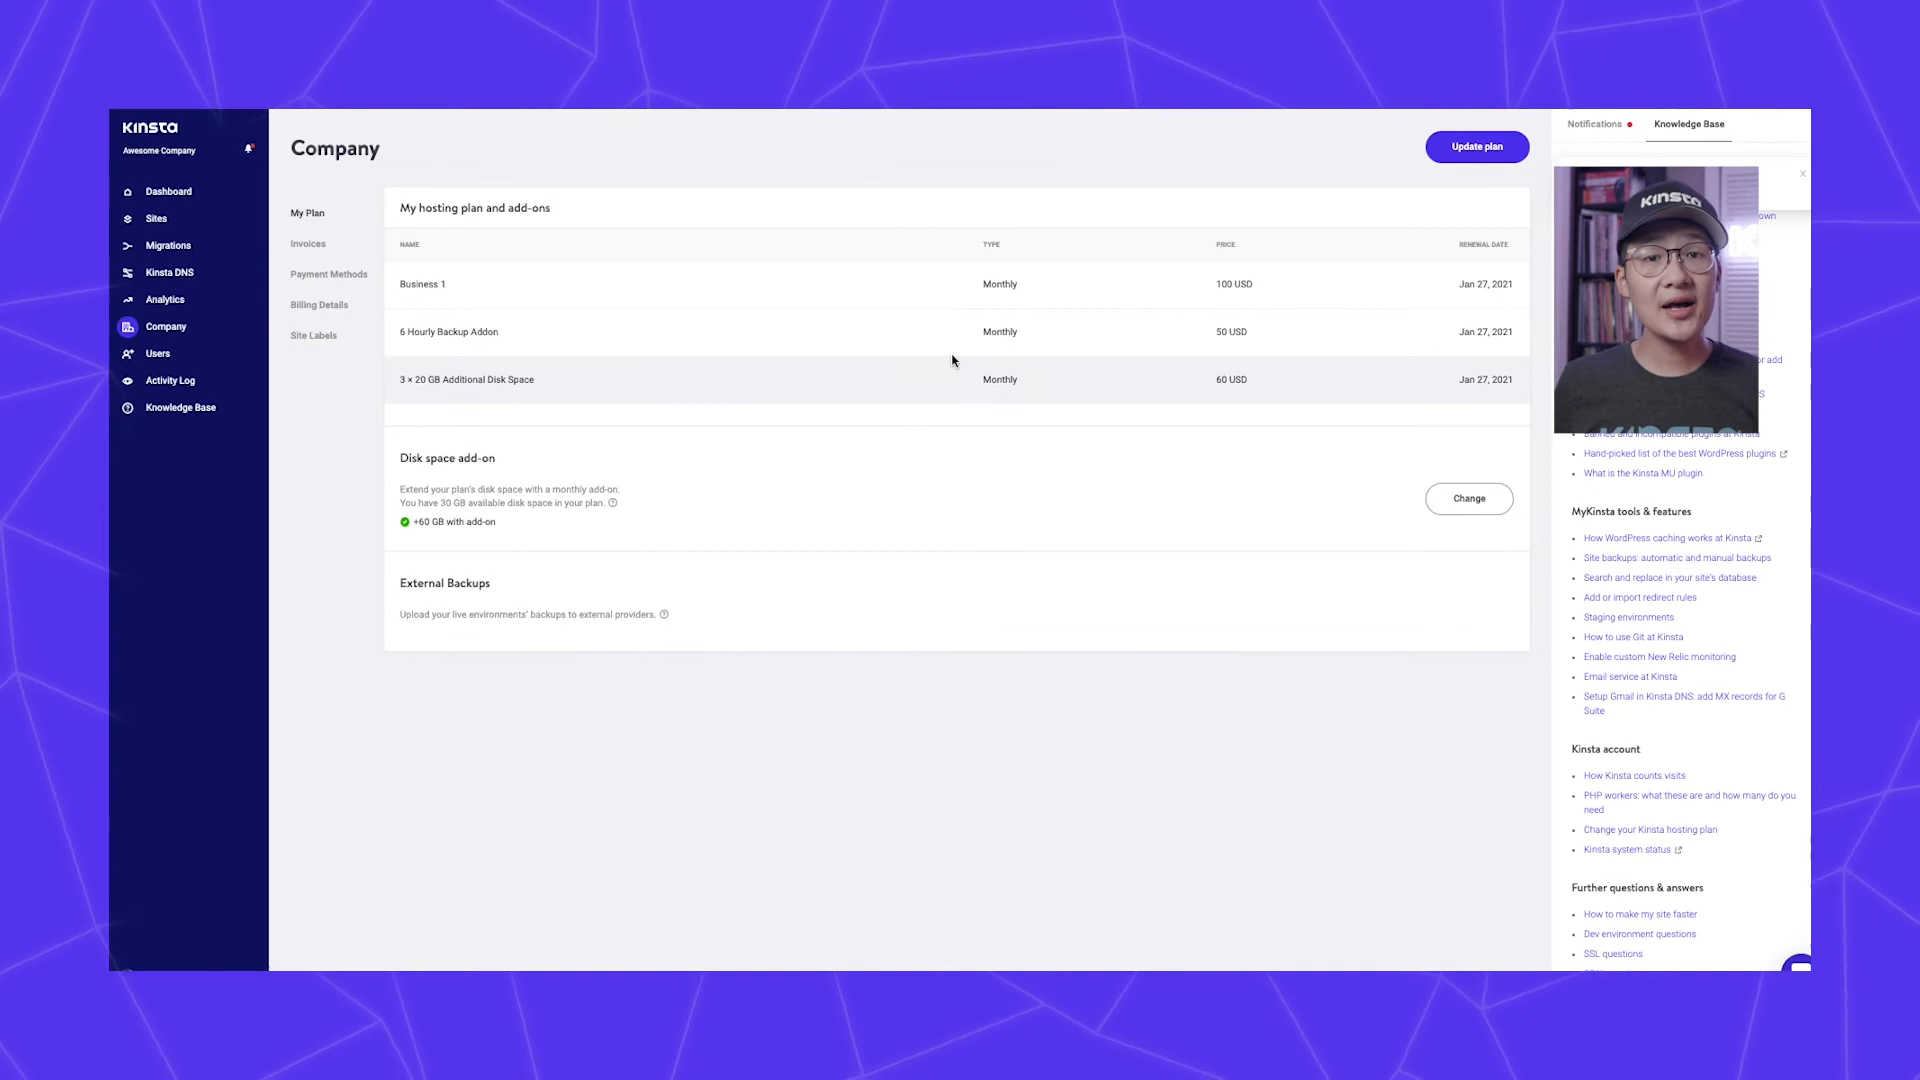 KINSTA
Awesome Company
Dashboard
Sites
Migrations
Kinsta DNS
Analytics
Company
Users
Activity Log
Knowledge Base
Company
Update plan
My Plan
Invoices
Payment Methods
Billing Details
Site Labels
My hosting plan and add-ons
NAME TYPE PRICE RENEWAL DATE
Business 1 Monthly 100 USD Jan 27, 2021
6 Hourly Backup Addon Monthly 50 USD Jan 27, 2021
3 × 20 GB Additional Disk Space Monthly 60 USD Jan 27, 2021
Disk space add-on
Extend your plan's disk space with a monthly add-on.
You have 30 GB available disk space in your plan.
+60 GB with add-on
Change
External Backups
Upload your live environments' backups to external providers.
Notifications Knowledge Base
KINSTA
own
or add
Banned and incompatible plugins at Kinsta
Hand-picked list of the best WordPress plugins
What is the Kinsta MU plugin
MyKinsta tools & features
How WordPress caching works at Kinsta
Site backups: automatic and manual backups
Search and replace in your site's database
Add or import redirect rules
Staging environments
How to use Git at Kinsta
Enable custom New Relic monitoring
Email service at Kinsta
Setup Gmail in Kinsta DNS: add MX records for G
Suite
Kinsta account
How Kinsta counts visits
PHP workers: what these are and how many do you
need
Change your Kinsta hosting plan
Kinsta system status
Further questions & answers
How to make my site faster
Dev environment questions
SSL questions